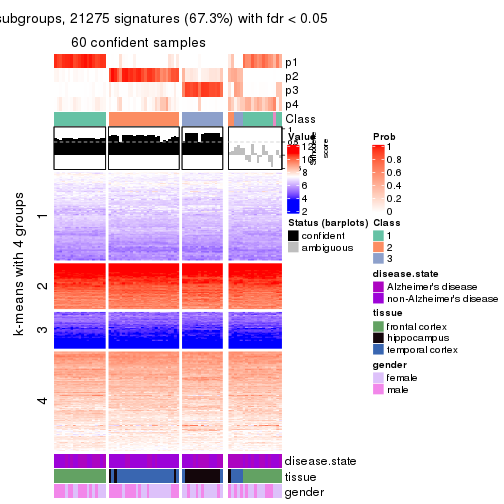 subgroups, 21275 signatures (67.3%) with fdr < 0.05
60 confident samples
p1
p2
p3
p4
Class
1
score
k-means with 4 groups
1
2
3
4
disease.state
tissue
gender
Value
12
10
8
6
4
2
Status (barplots)
confident
ambiguous
Prob
1
0.8
0.6
0.4
0.2
0
Class
1
2
3
disease.state
Alzheimer's disease
non-Alzheimer's disease
tissue
frontal cortex
hippocampus
temporal cortex
gender
female
male